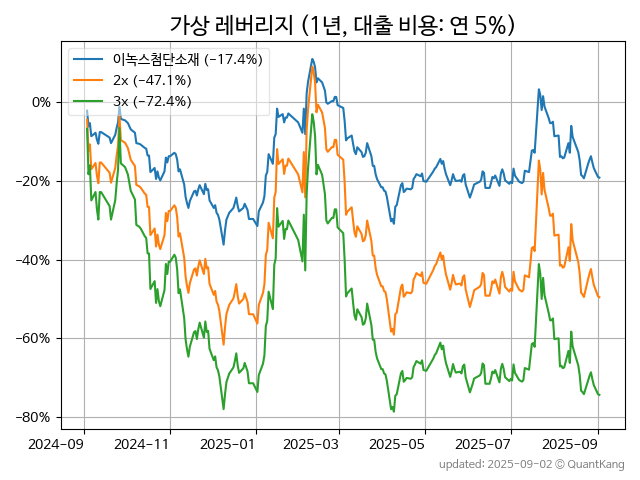 가상 레버리지 (1년, 대출 비용: 연 5%)
이녹스첨단소재 (−17.4%)
2x (−47.1%)
3x (−72.4%)
0%
−20%
−40%
−60%
−80%
2024-09 2024-11 2025-01 2025-03 2025-05 2025-07 2025-09
updated: 2025-09-02 © QuantKang